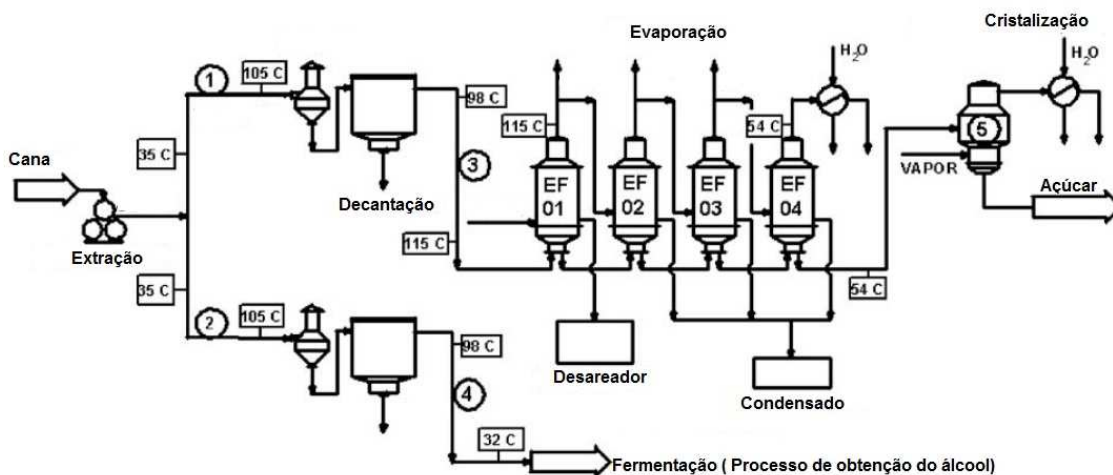 Cristalização
Evaporação
H₂O
H₂O
1
105 C
98 C
115 C
54 C
5
35 C
3
VAPOR
Cana
EF
01
EF
02
EF
03
EF
04
Açúcar
Decantação
Extração
115 C
54 C
35 C
2
105 C
98 C
Desareador
Condensado
4
32 C
Fermentação ( Processo de obtenção do álcool)